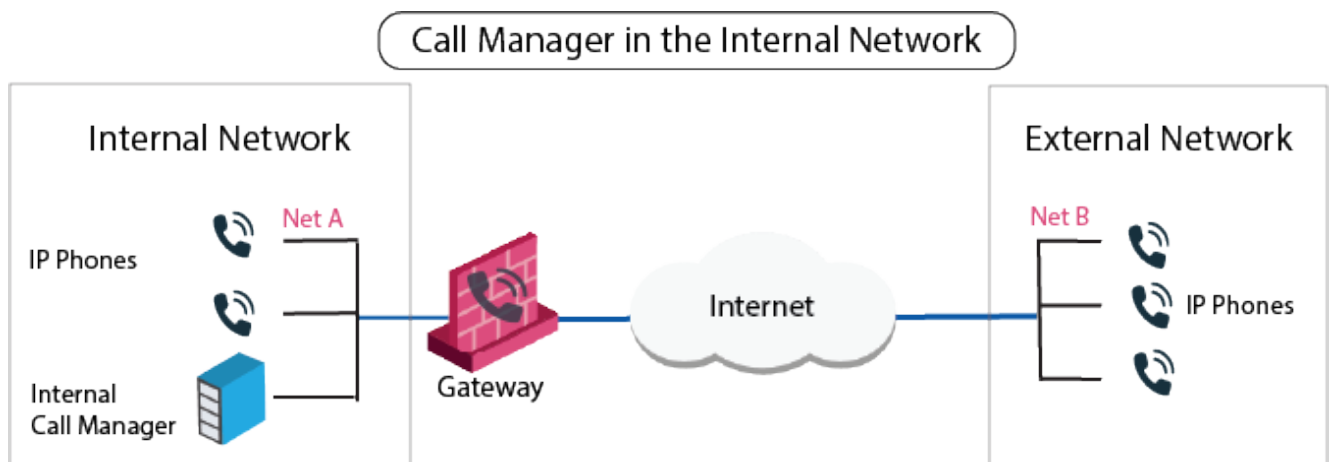 Call Manager in the Internal Network
Internal Network
Net A
IP Phones
Internal
Call Manager
Gateway
Internet
External Network
Net B
IP Phones